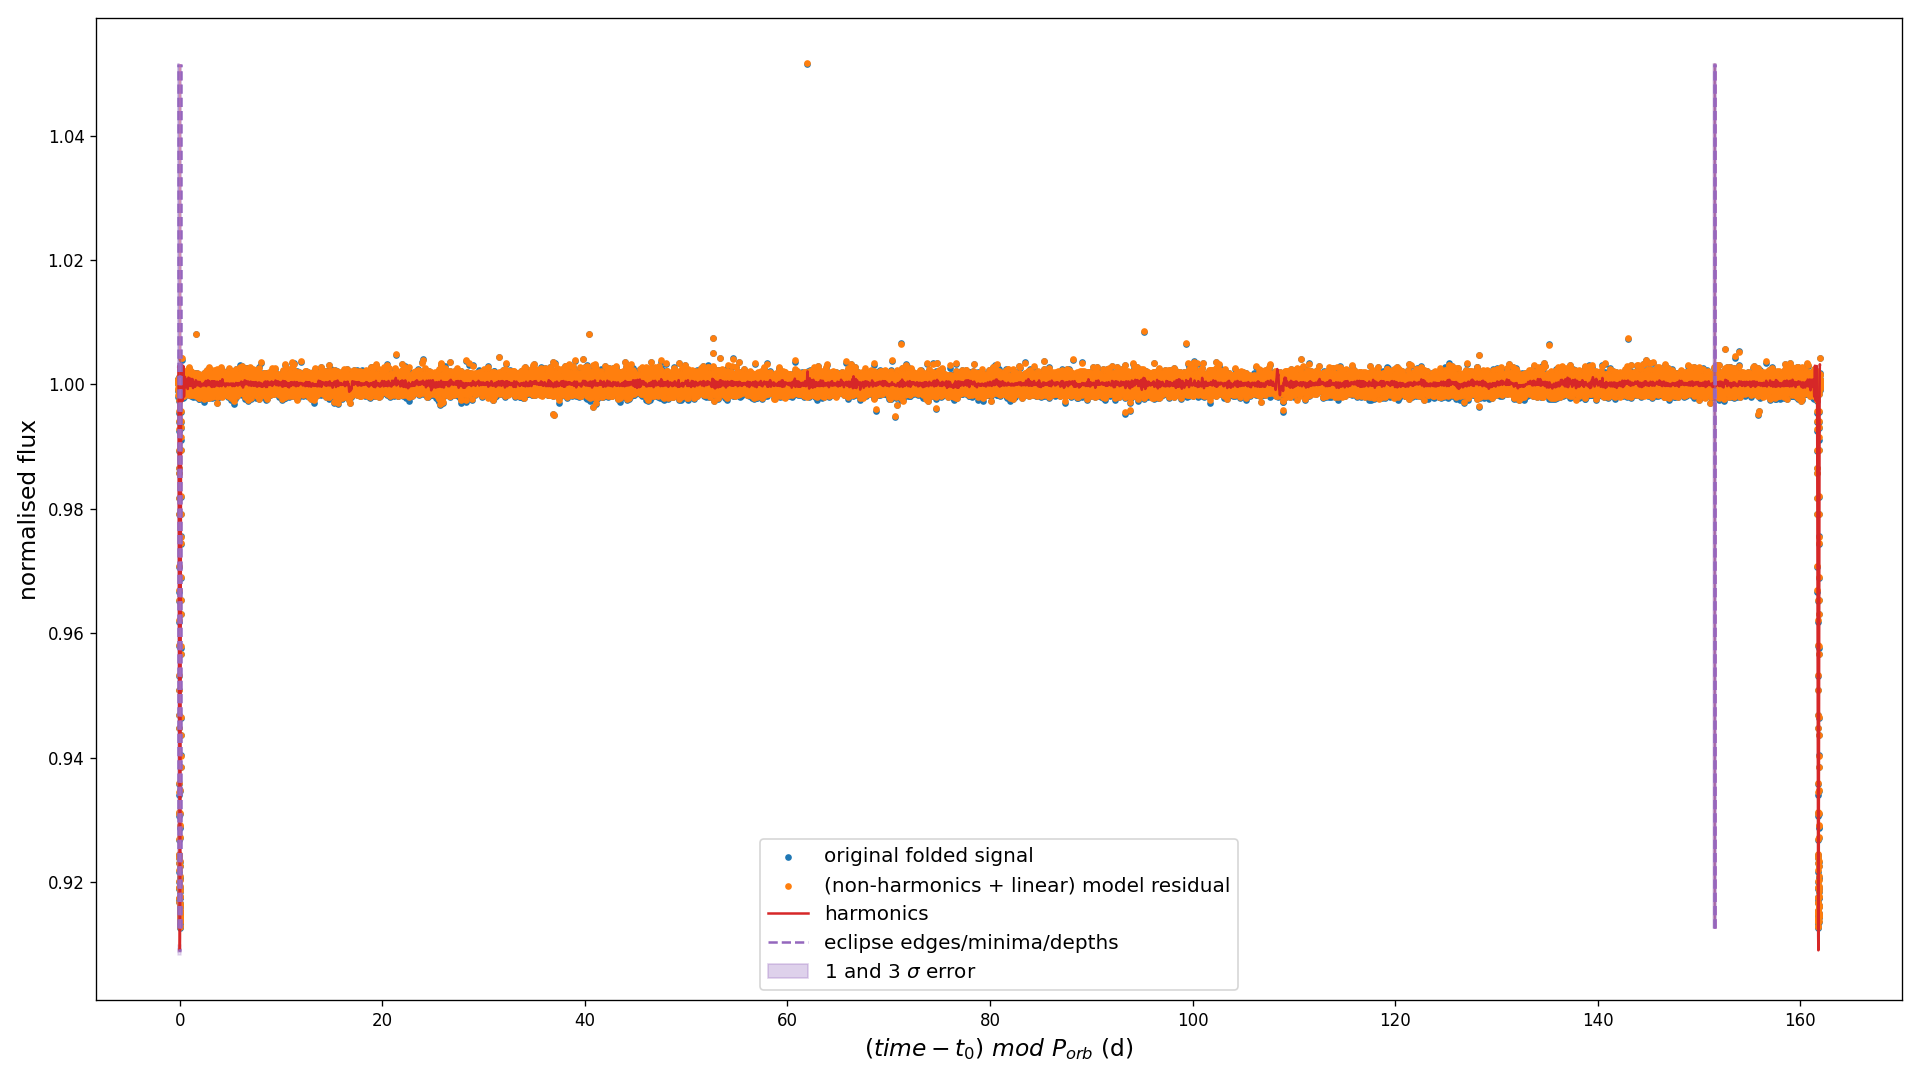 normalised flux
1.04
1.02
1.00
0.98
0.96
0.94
0.92
original folded signal
(non-harmonics + linear) model residual
harmonics
eclipse edges/minima/depths
1 and 3 σ error
0 20 40 60 80 100 120 140 160
(time − t₀) mod P_orb (d)